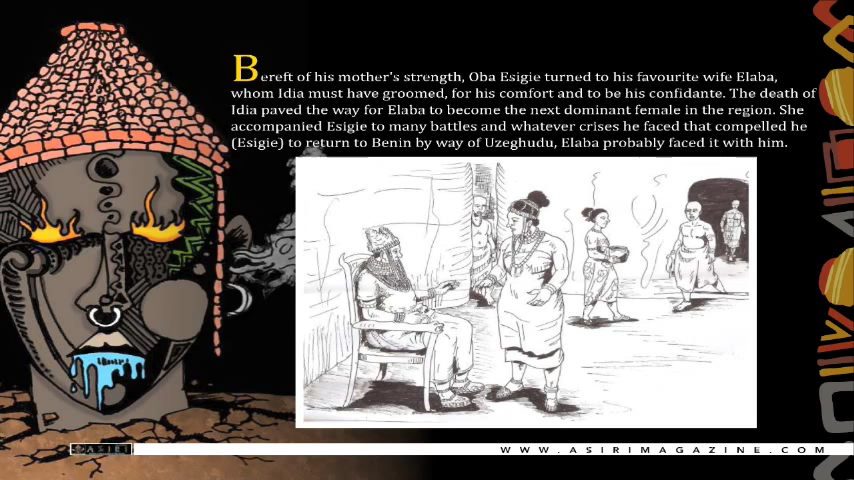 Bereft of his mother's strength, Oba Esigie turned to his favourite wife Elaba,
whom Idia must have groomed, for his comfort and to be his confidante. The death of
Idia paved the way for Elaba to become the next dominant female in the region. She
accompanied Esigie to many battles and whatever crises he faced that compelled he
(Esigie) to return to Benin by way of Uzeghudu, Elaba probably faced it with him.
ASIRI
WWW.ASIRIMAGAZINE.COM